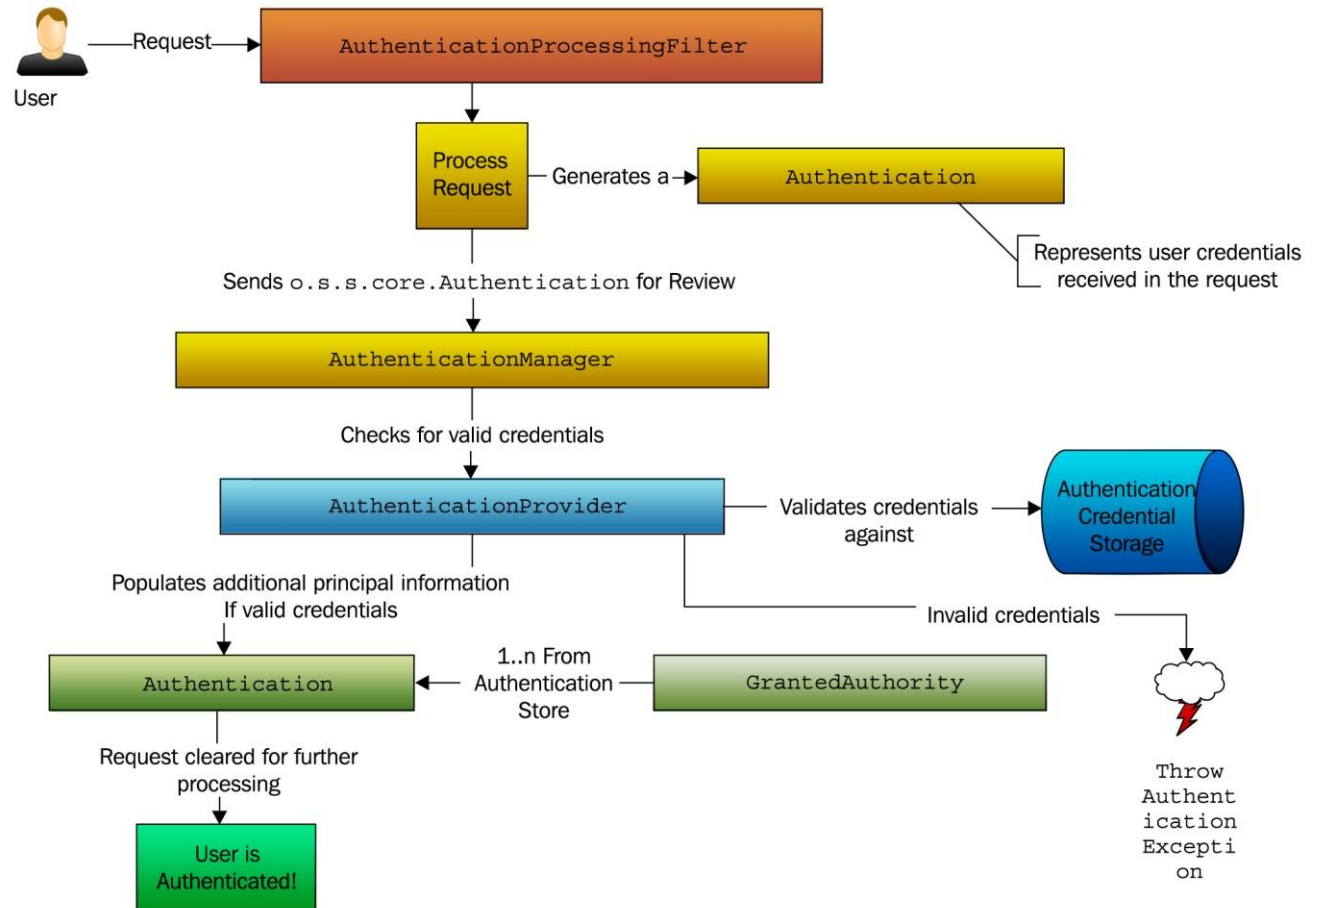 Request
AuthenticationProcessingFilter
User
Process
Request
Generates a
Authentication
Represents user credentials
received in the request
Sends o.s.s.core.Authentication for Review
AuthenticationManager
Checks for valid credentials
AuthenticationProvider
Validates credentials
against
Authentication
Credential
Storage
Populates additional principal information
If valid credentials
Invalid credentials
Authentication
1..n From
Authentication
Store
GrantedAuthority
Request cleared for further
processing
Throw
Authent
ication
Excepti
on
User is
Authenticated!